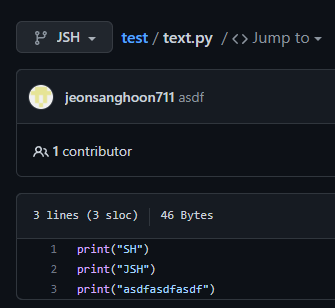 JSH test / text.py / <> Jump to
jeonsanghoon711 asdf
1 contributor
3 lines (3 sloc) 46 Bytes
1 print("SH")
2 print("JSH")
3 print("asdfasdfasdf")